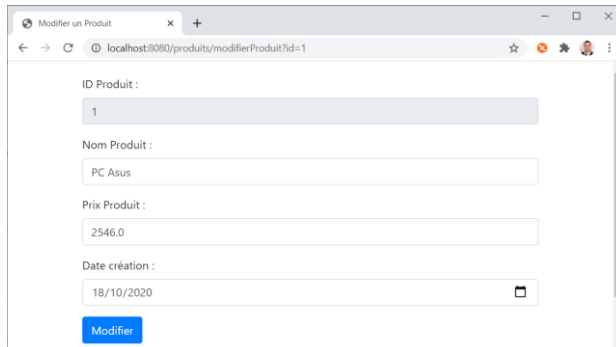 Modifier un Produit
localhost:8080/produits/modifierProduit?id=1
ID Produit :
1
Nom Produit :
PC Asus
Prix Produit :
2546.0
Date création :
18/10/2020
Modifier